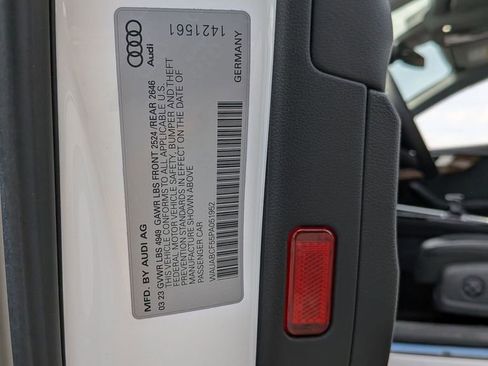 MFD. BY AUDI AG
03.23 GVWR LBS 4949 GAWR LBS FRONT 2524 /REAR 2646
THIS VEHICLE CONFORMS TO ALL APPLICABLE U.S.
FEDERAL MOTOR VEHICLE SAFETY, BUMPER AND THEFT
PREVENTION STANDARDS IN EFFECT ON THE DATE OF
MANUFACTURE SHOWN ABOVE
PASSENGER CAR
WAUABCF55PA051952
1421561
Audi
GERMANY